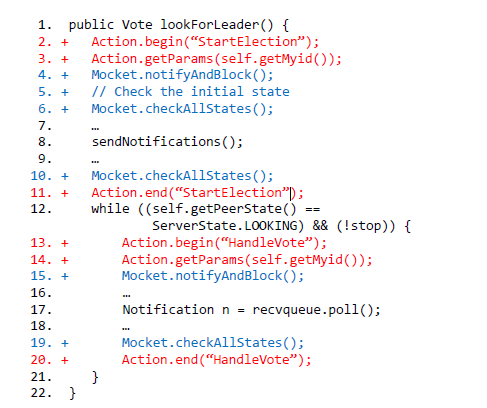 1. public Vote lookForLeader() {
2. + Action.begin(“StartElection”);
3. + Action.getParams(self.getMyid());
4. + Mocket.notifyAndBlock();
5. + // Check the initial state
6. + Mocket.checkAllStates();
7. …
8. sendNotifications();
9. …
10. + Mocket.checkAllStates();
11. + Action.end(“StartElection”);
12. while ((self.getPeerState() ==
ServerState.LOOKING) && (!stop)) {
13. + Action.begin(“HandleVote”);
14. + Action.getParams(self.getMyid());
15. + Mocket.notifyAndBlock();
16. …
17. Notification n = recvqueue.poll();
18. …
19. + Mocket.checkAllStates();
20. + Action.end(“HandleVote”);
21. }
22. }